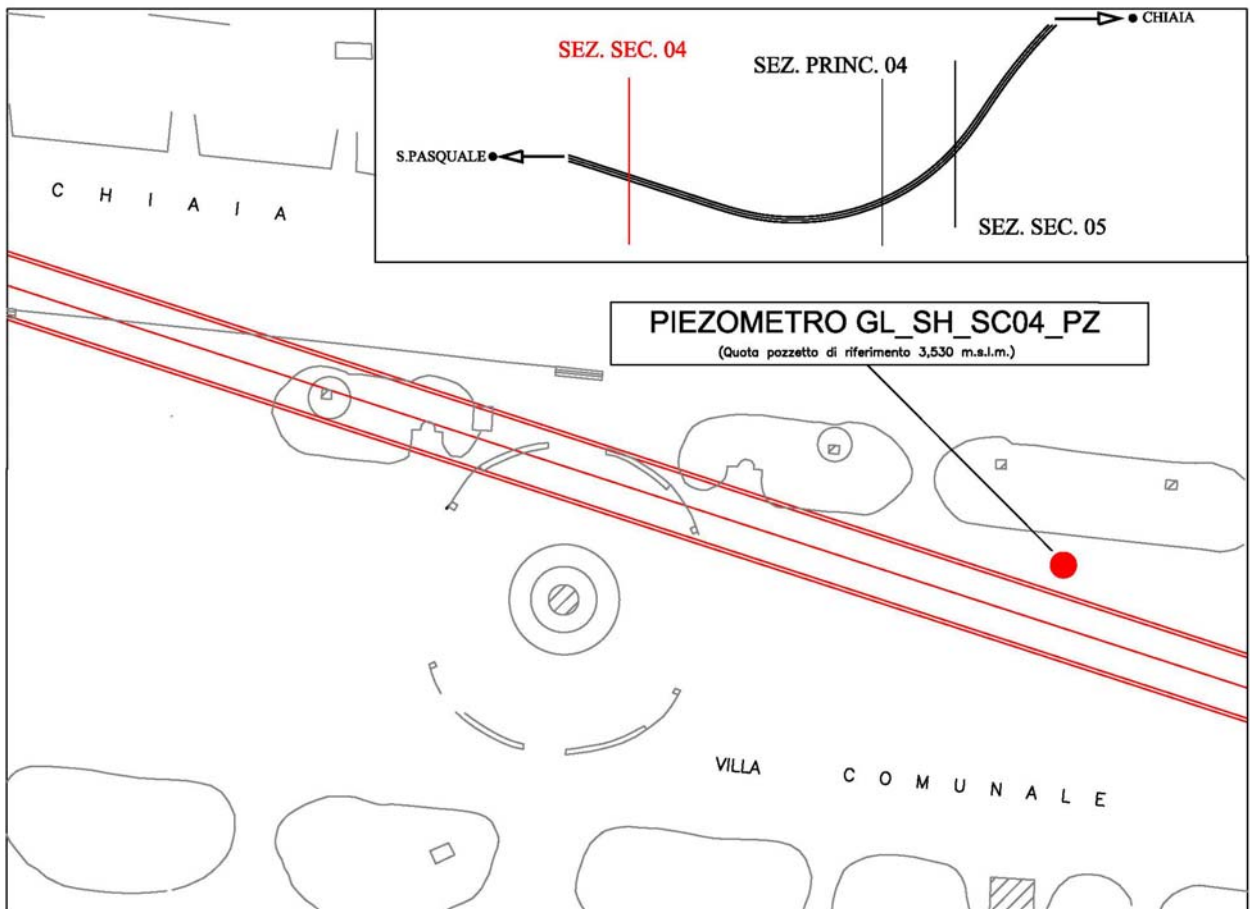 CHIAIA
SEZ. SEC. 04
SEZ. PRINC. 04
S.PASQUALE
SEZ. SEC. 05
C H I A I A
PIEZOMETRO GL_SH_SC04_PZ
(Quota pozzetto di riferimento 3,530 m.s.l.m.)
VILLA C O M U N A L E